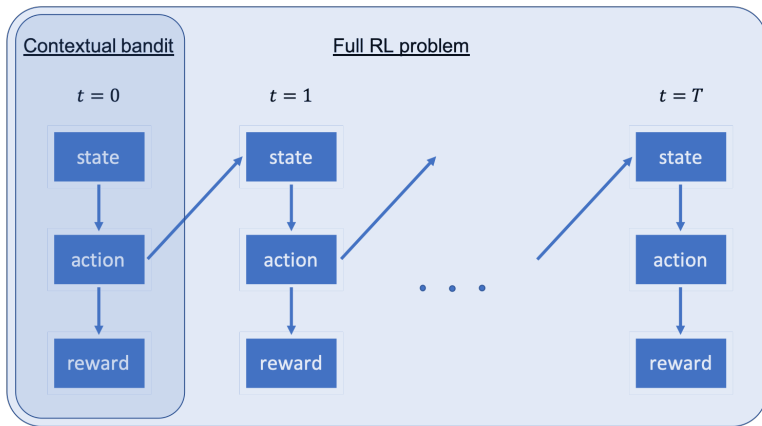 Contextual bandit
Full RL problem
t = 0
t = 1
t = T
state
state
state
action
action
action
. . .
reward
reward
reward